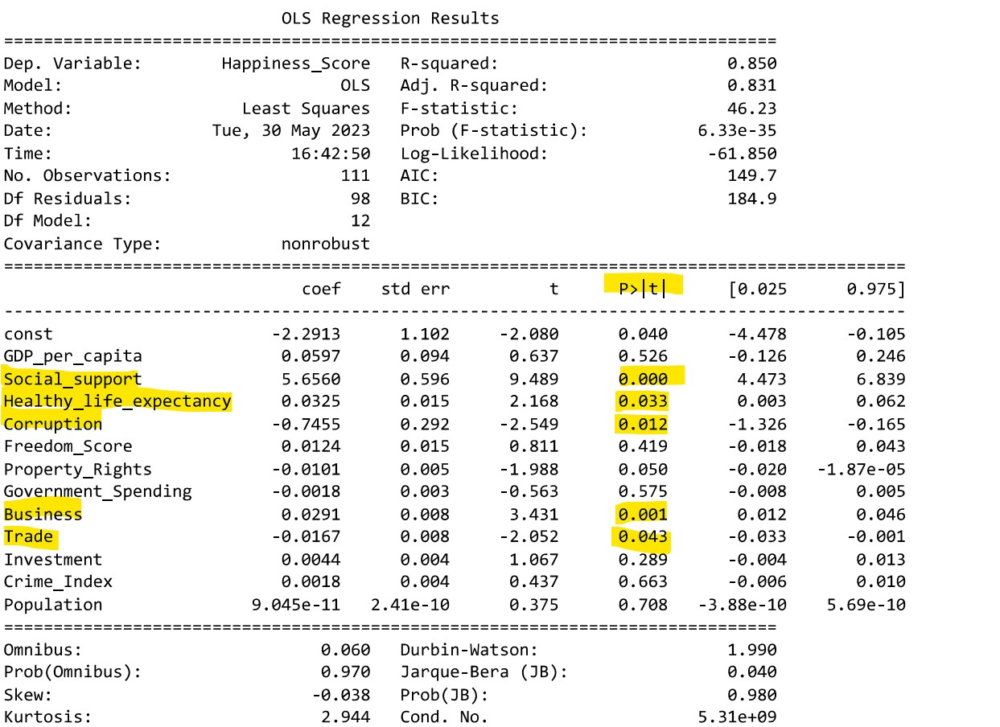 OLS Regression Results
==============================================================================
Dep. Variable: Happiness_Score R-squared: 0.850
Model: OLS Adj. R-squared: 0.831
Method: Least Squares F-statistic: 46.23
Date: Tue, 30 May 2023 Prob (F-statistic): 6.33e-35
Time: 16:42:50 Log-Likelihood: -61.850
No. Observations: 111 AIC: 149.7
Df Residuals: 98 BIC: 184.9
Df Model: 12
Covariance Type: nonrobust
===========================================================================================
coef std err t P>|t| [0.025 0.975]
-------------------------------------------------------------------------------------------
const -2.2913 1.102 -2.080 0.040 -4.478 -0.105
GDP_per_capita 0.0597 0.094 0.637 0.526 -0.126 0.246
Social_support 5.6560 0.596 9.489 0.000 4.473 6.839
Healthy_life_expectancy 0.0325 0.015 2.168 0.033 0.003 0.062
Corruption -0.7455 0.292 -2.549 0.012 -1.326 -0.165
Freedom_Score 0.0124 0.015 0.811 0.419 -0.018 0.043
Property_Rights -0.0101 0.005 -1.988 0.050 -0.020 -1.87e-05
Government_Spending -0.0018 0.003 -0.563 0.575 -0.008 0.005
Business 0.0291 0.008 3.431 0.001 0.012 0.046
Trade -0.0167 0.008 -2.052 0.043 -0.033 -0.001
Investment 0.0044 0.004 1.067 0.289 -0.004 0.013
Crime_Index 0.0018 0.004 0.437 0.663 -0.006 0.010
Population 9.045e-11 2.41e-10 0.375 0.708 -3.88e-10 5.69e-10
==============================================================================
Omnibus: 0.060 Durbin-Watson: 1.990
Prob(Omnibus): 0.970 Jarque-Bera (JB): 0.040
Skew: -0.038 Prob(JB): 0.980
Kurtosis: 2.944 Cond. No. 5.31e+09